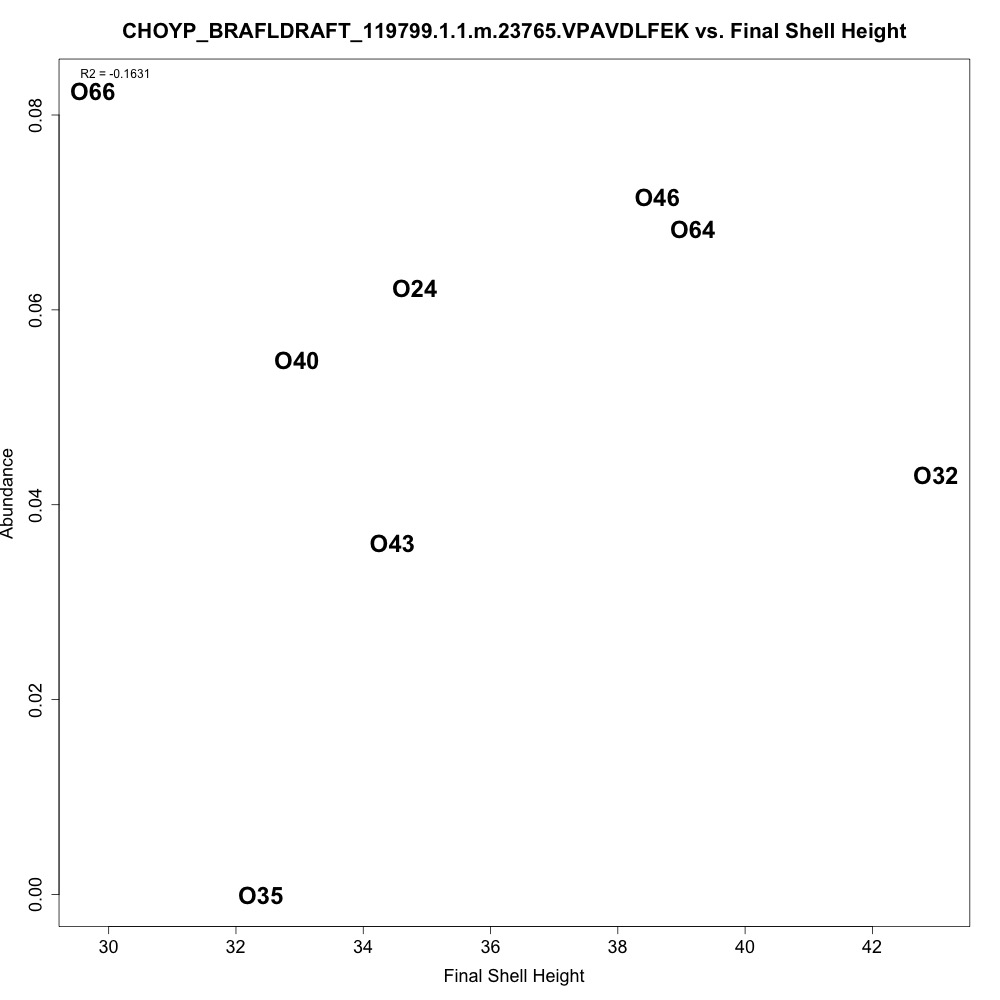 CHOYP_BRAFLDRAFT_119799.1.1.m.23765.VPAVDLFEK vs. Final Shell Height
R2 = -0.1631
O66
O46
O64
O24
O40
O32
O43
O35
0.08
0.06
0.04
0.02
0.00
Abundance
30 32 34 36 38 40 42
Final Shell Height